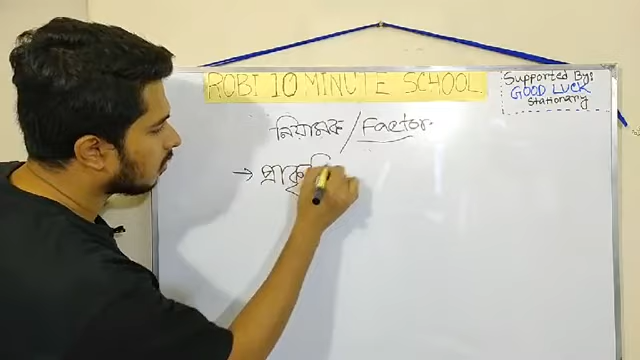 ROBI 10 MINUTE SCHOOL
Supported By:
GOOD LUCK
Stationary
নিয়ামক / Factor
→ প্রাকৃ